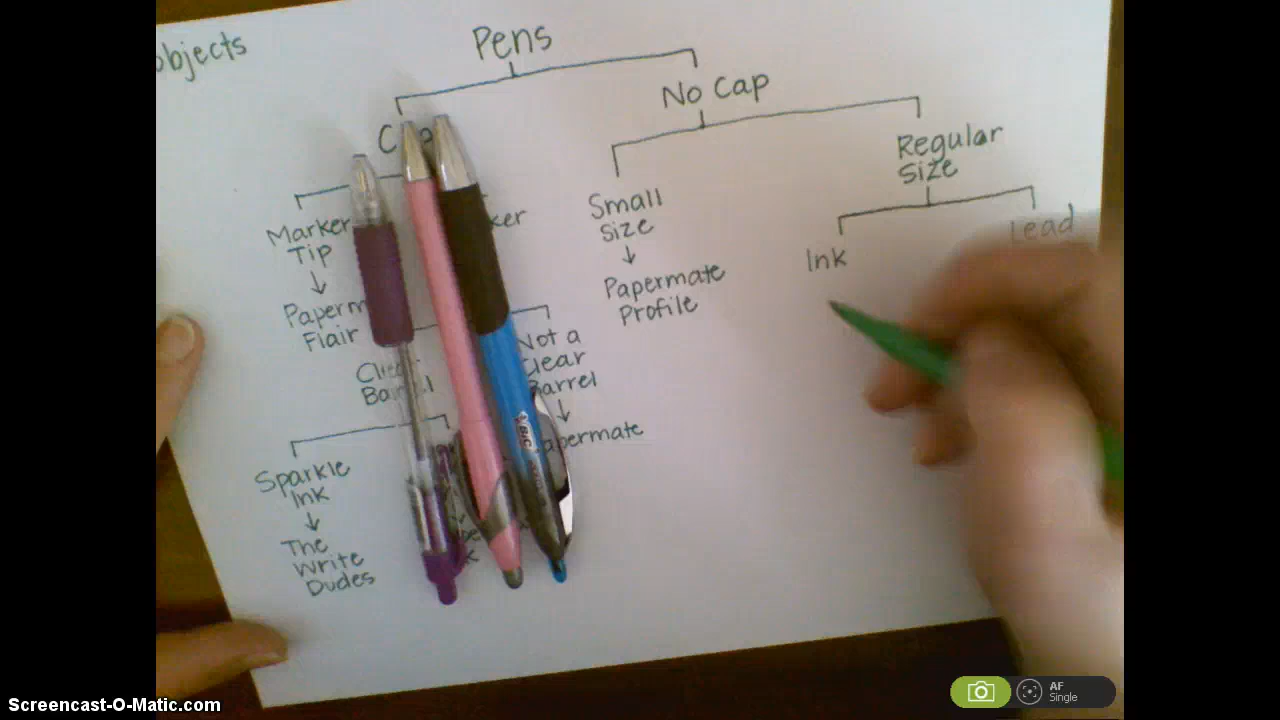 objects
Pens
No Cap
Regular
Size
Small
Size
Marker
Tip
Lead
Ink
Papermate
Profile
Flair
Not a
Clear
Barrel
Sparkle
Ink
The
Write
Dudes
BIC
AF
Single
Screencast-O-Matic.com